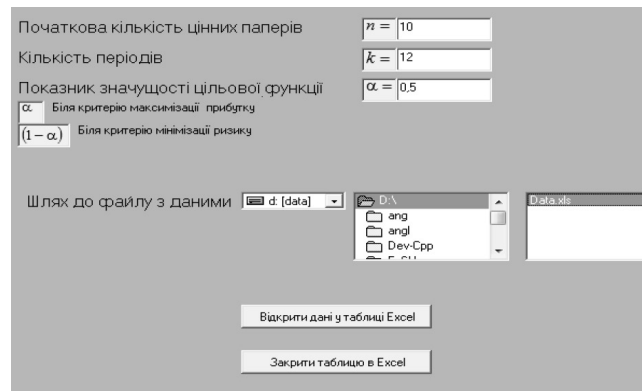 Початкова кількість цінних паперів n = 10
Кількість періодів k = 12
Показник значущості цільової функції α = 0,5
α Біля критерію максимізації прибутку
(1−α) Біля критерію мінімізації ризику
Шлях до файлу з даними d: [data] D:\ Data.xls
ang
angl
Dev-Cpp
Відкрити дані у таблиці Excel
Закрити таблицю в Excel